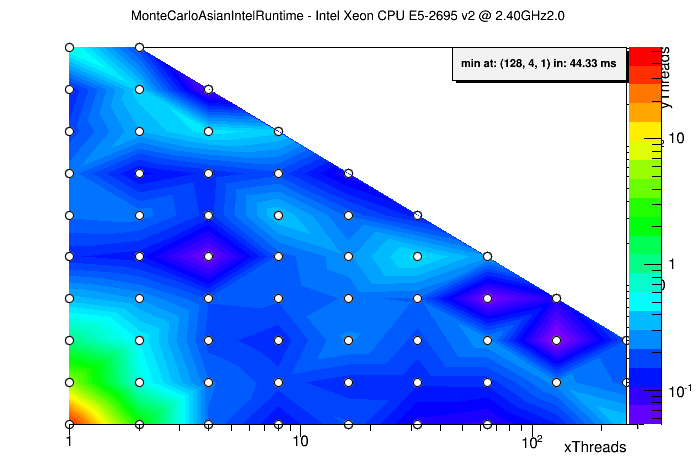 MonteCarloAsianIntelRuntime - Intel Xeon CPU E5-2695 v2 @ 2.40GHz2.0
min at: (128, 4, 1) in: 44.33 ms
yThreads
10
1
10-1
1
10
10²
xThreads